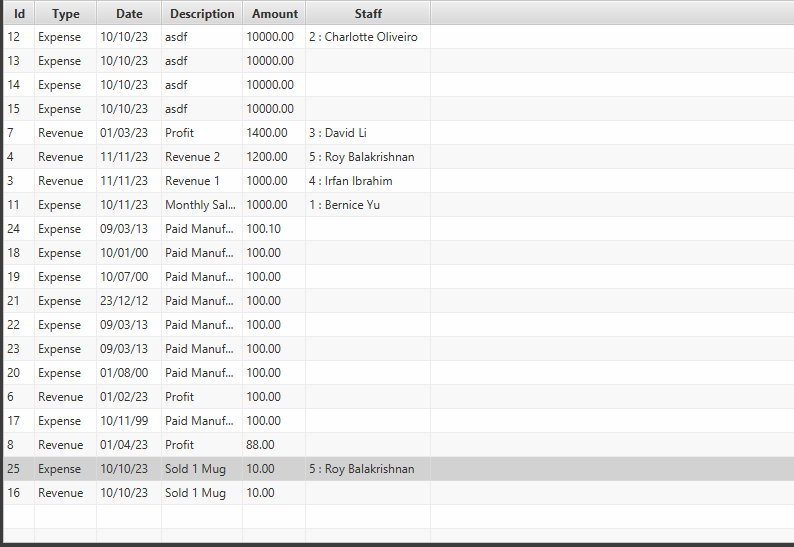 Id Type Date Description Amount Staff
12 Expense 10/10/23 asdf 10000.00 2 : Charlotte Oliveiro
13 Expense 10/10/23 asdf 10000.00
14 Expense 10/10/23 asdf 10000.00
15 Expense 10/10/23 asdf 10000.00
7 Revenue 01/03/23 Profit 1400.00 3 : David Li
4 Revenue 11/11/23 Revenue 2 1200.00 5 : Roy Balakrishnan
3 Revenue 11/11/23 Revenue 1 1000.00 4 : Irfan Ibrahim
11 Expense 10/11/23 Monthly Sal... 1000.00 1 : Bernice Yu
24 Expense 09/03/13 Paid Manuf... 100.10
18 Expense 10/01/00 Paid Manuf... 100.00
19 Expense 10/07/00 Paid Manuf... 100.00
21 Expense 23/12/12 Paid Manuf... 100.00
22 Expense 09/03/13 Paid Manuf... 100.00
23 Expense 09/03/13 Paid Manuf... 100.00
20 Expense 01/08/00 Paid Manuf... 100.00
6 Revenue 01/02/23 Profit 100.00
17 Expense 10/11/99 Paid Manuf... 100.00
8 Revenue 01/04/23 Profit 88.00
25 Expense 10/10/23 Sold 1 Mug 10.00 5 : Roy Balakrishnan
16 Revenue 10/10/23 Sold 1 Mug 10.00